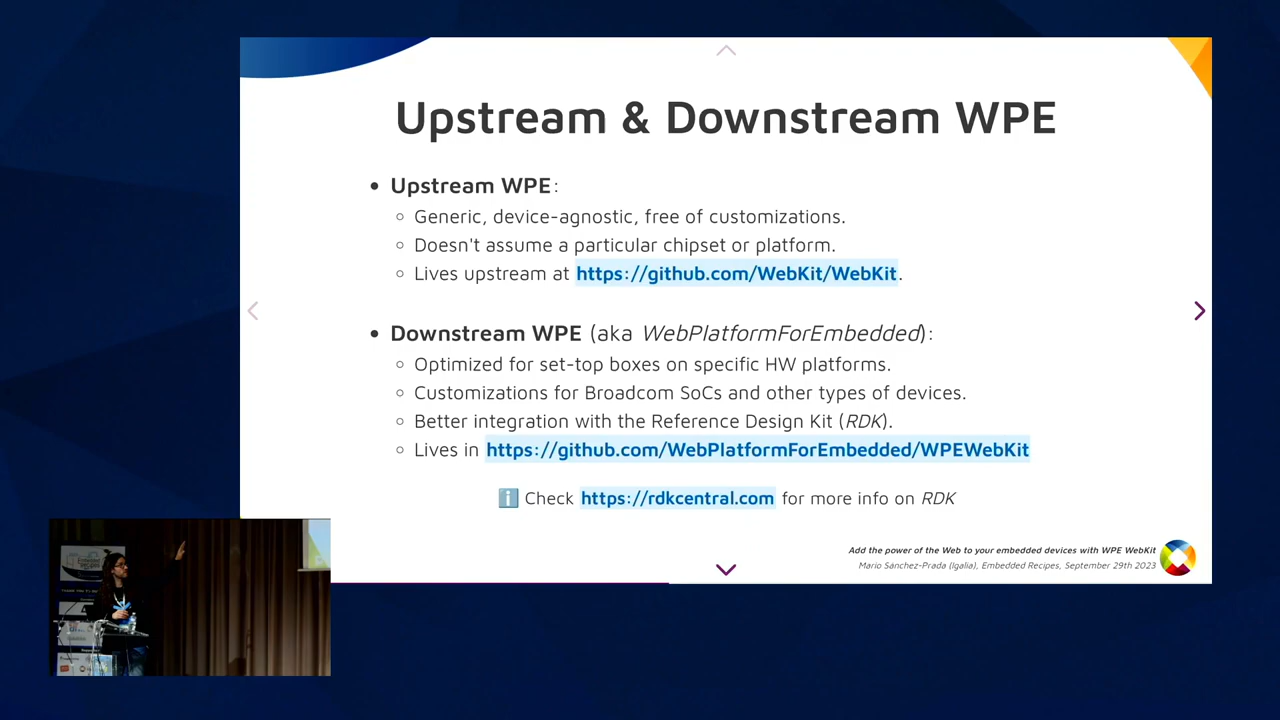 Upstream & Downstream WPE
Upstream WPE:
Generic, device-agnostic, free of customizations.
Doesn't assume a particular chipset or platform.
Lives upstream at https://github.com/WebKit/WebKit.
Downstream WPE (aka WebPlatformForEmbedded):
Optimized for set-top boxes on specific HW platforms.
Customizations for Broadcom SoCs and other types of devices.
Better integration with the Reference Design Kit (RDK).
Lives in https://github.com/WebPlatformForEmbedded/WPEWebKit
Check https://rdkcentral.com for more info on RDK
Add the power of the Web to your embedded devices with WPE WebKit
Mario Sánchez-Prada (Igalia), Embedded Recipes, September 29th 2023